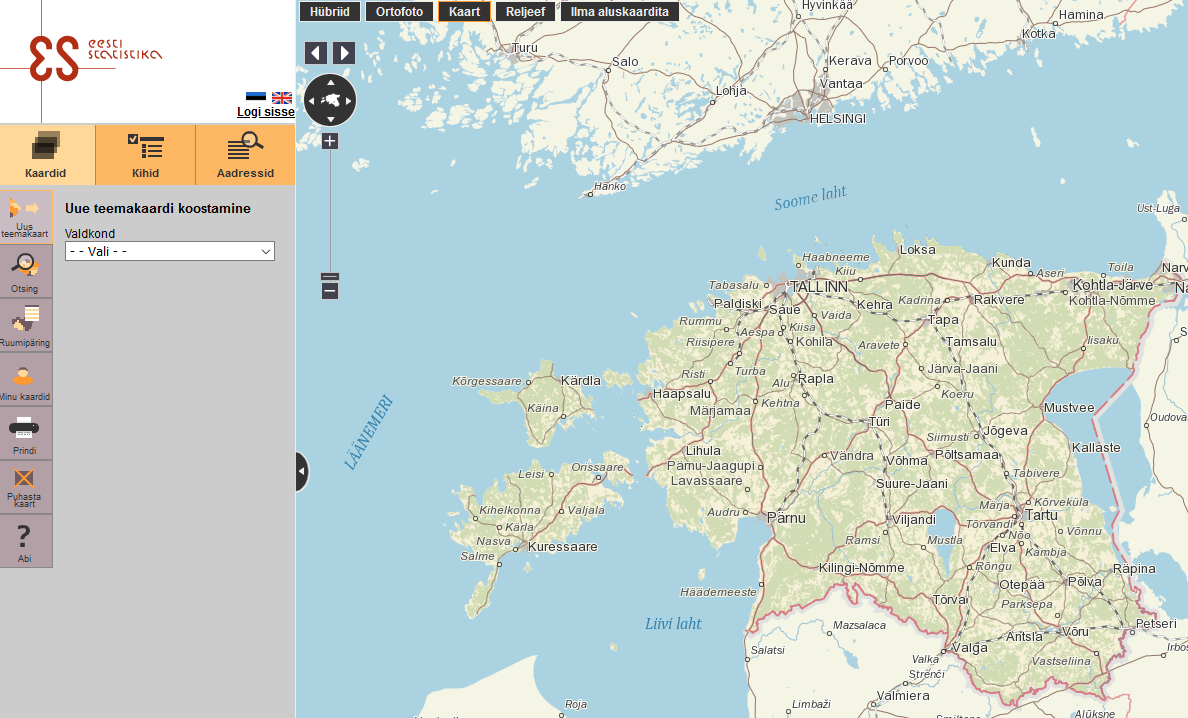 eesti
statistika
Logi sisse
Kaardid
Kihid
Aadressid
Uus
teemakaart
Otsing
Ruumipäring
Minu kaardid
Prindi
Puhasta
kaart
Abi
?
Uue teemakaardi koostamine
Valdkond
- - Vali - -
Hübriid
Ortofoto
Kaart
Reljeef
Ilma aluskaardita
Hyvinkää
Hamina
Kotka
Turu
Salo
Kerava
Porvoo
Vantaa
Lohja
HELSINGI
Hanko
Soome laht
Ust-Luga
Loksa
Haabneeme
Kiiu
Kunda
Aseri
Toila
Narv
Na
Tabasalu
TALLINN
Kohtla-Järve
Kohtla-Nõmme
Paldiski
Saue
Kehra
Kadrina
Rakvere
Rummu
Aespa
Kiisa
Vaida
Tapa
Riisipere
Kohila
Aravete
Tamsalu
Iisaku
Risti
Turba
Alu
Rapla
Järva-Jaani
Kõrgessaare
Kärdla
Haapsalu
Koeru
Käina
Märjamaa
Kehtna
Paide
Mustvee
LÄÄNEMERI
Türi
Siimusti
Jõgeva
Oudova
Lihula
Kallaste
Pärnu-Jaagupi
Vändra
Võhma
Põltsamaa
Leisi
Orissaare
Lavassaare
Suure-Jaani
Tabivere
Kihelkonna
Valjala
Audru
Pärnu
Viljandi
Märja
Kõrveküla
Tartu
Kärla
Tõrvandi
Nõo
Võnnu
Nasva
Kuressaare
Ramsi
Mustla
Elva
Kambja
Salme
Kilingi-Nõmme
Rõngu
Räpina
Häädemeeste
Otepää
Põlva
Tõrva
Parksepa
Liivi laht
Mazsalaca
Antsla
Võru
Petseri
Salatsi
Valga
Valka
Vastseliina
Irbos
Strenči
Roja
Limbaži
Valmiera
Smiltene
Alūksne